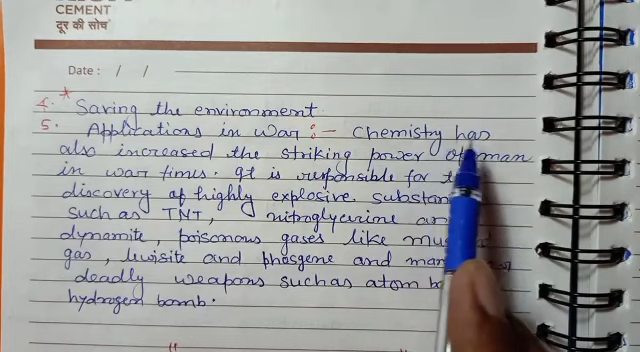 CEMENT
दूर की सोच
Date : / /
4. * Saving the environment
5. Applications in war :- Chemistry has
also increased the striking power of man
in war times. It is responsible for
discovery of highly explosive substan
such as TNT, nitroglycerine
dynamite, poisonous gases like
gas, lewisite and phosgene and
deadly weapons such as atom
hydrogen bomb.